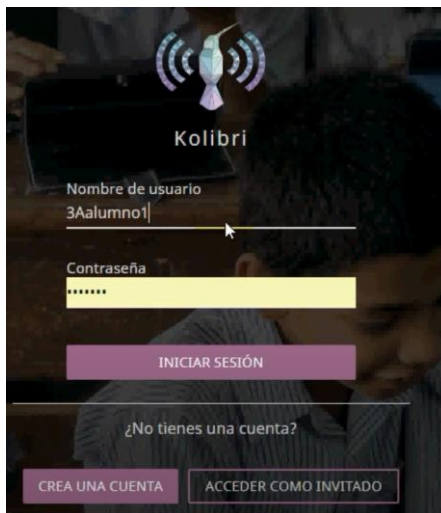 Kolibri
Nombre de usuario
3Aalumno1
Contraseña
•••••••
INICIAR SESIÓN
¿No tienes una cuenta?
CREA UNA CUENTA ACCEDER COMO INVITADO